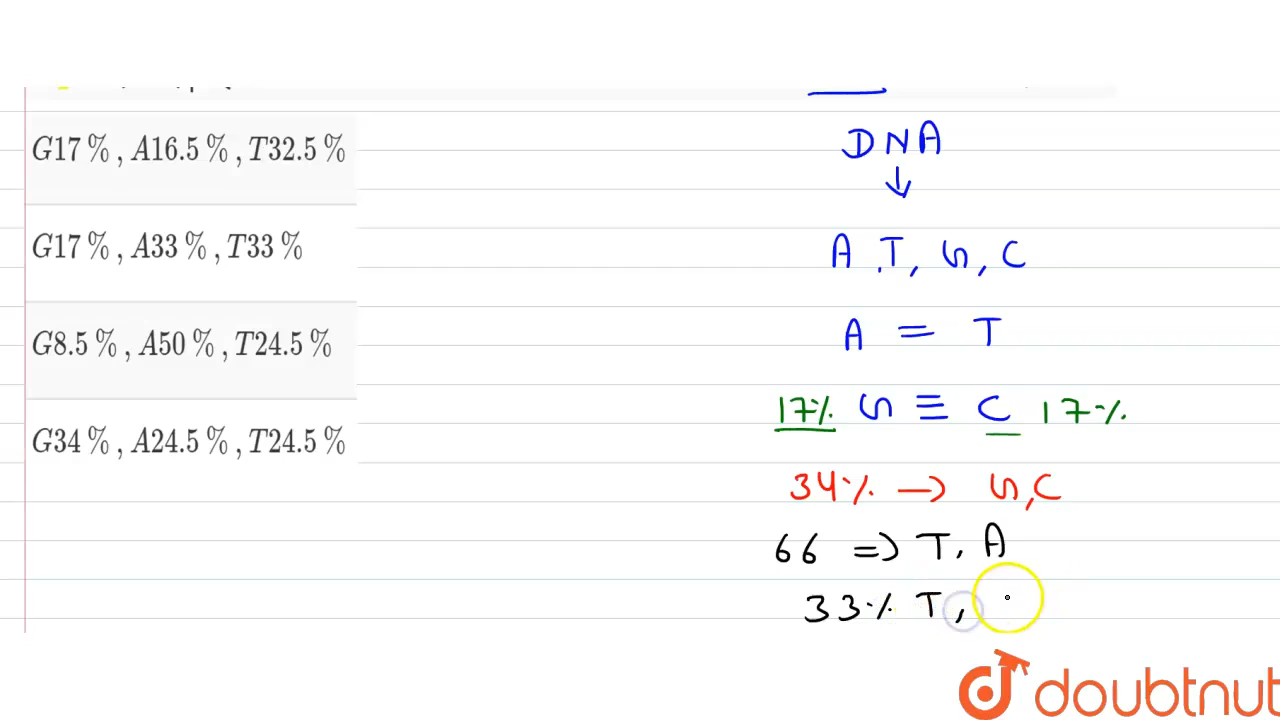 G17 %, A16.5 %, T32.5 %
G17 %, A33 %, T33 %
G8.5 %, A50 %, T24.5 %
G34 %, A24.5 %, T24.5 %
DNA
↓
A ,T, G, C
A = T
17% G ≡ C 17%
34% → G,C
66 ⇒ T, A
33% T,
doubtnut